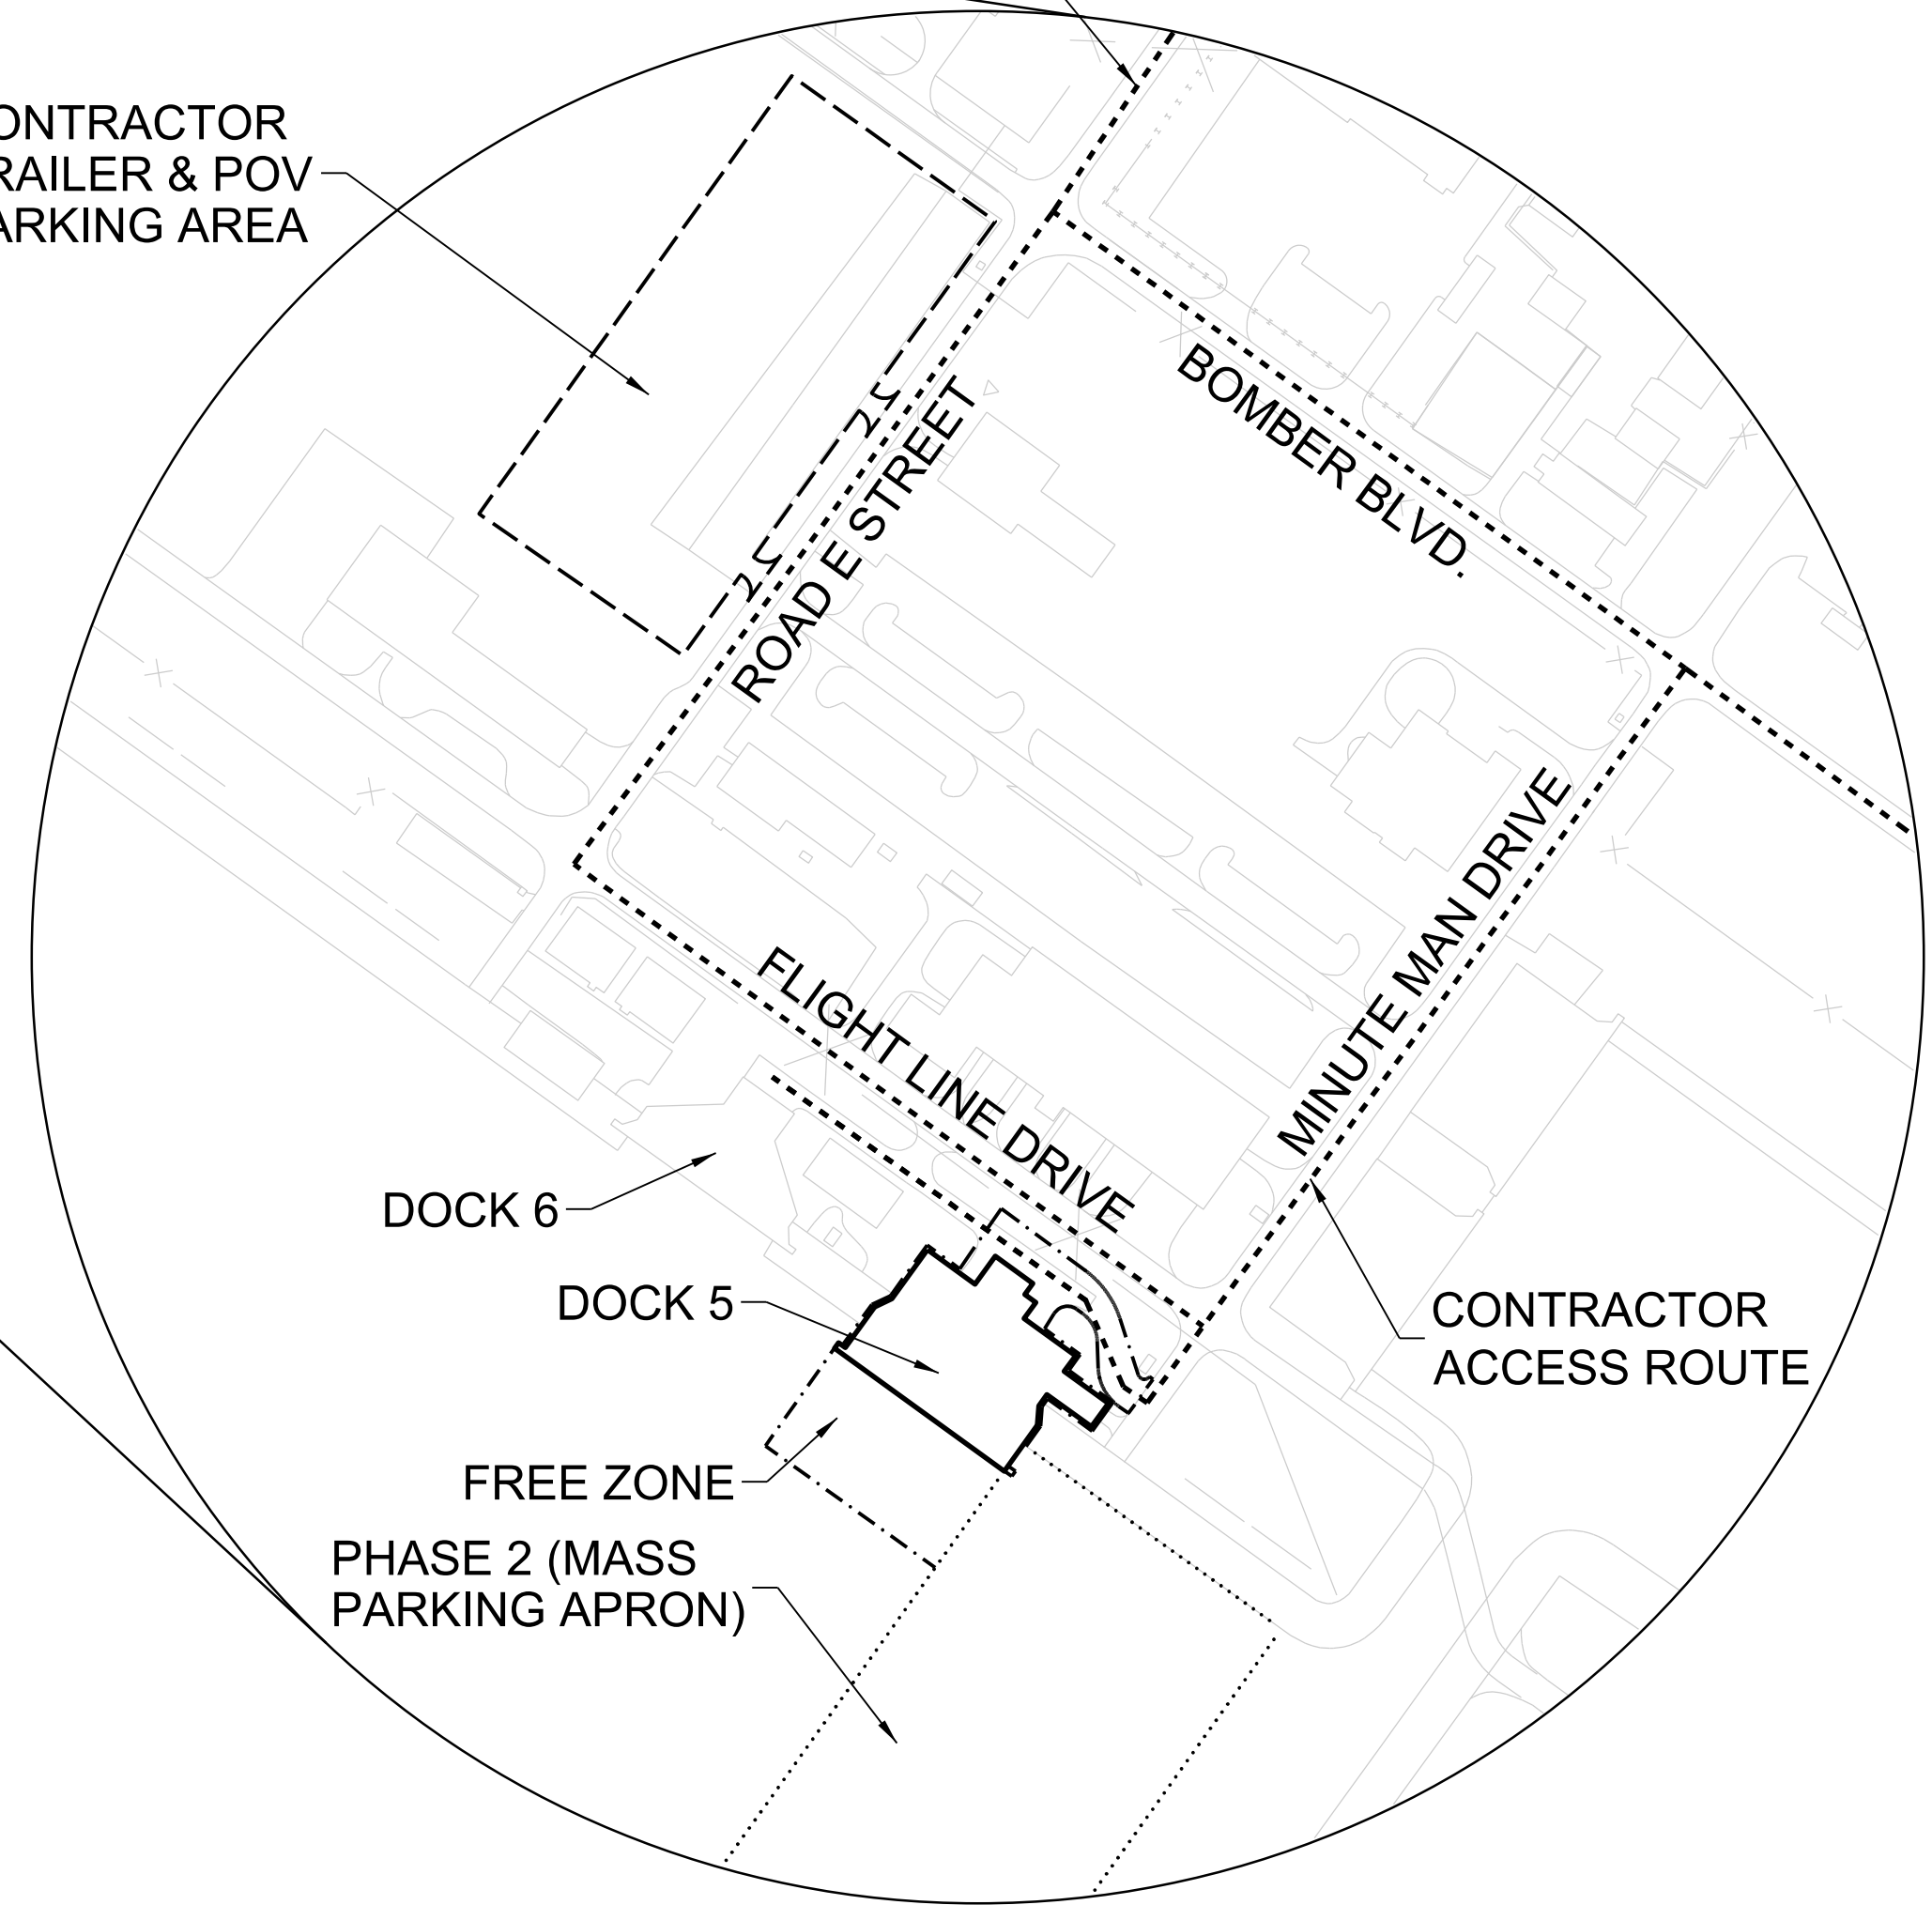 ONTRACTOR
RAILER & POV
ARKING AREA
ROAD E STREET
BOMBER BLVD.
MINUTE MAN DRIVE
FLIGHT LINE DRIVE
DOCK 6
DOCK 5
CONTRACTOR
ACCESS ROUTE
FREE ZONE
PHASE 2 (MASS
PARKING APRON)